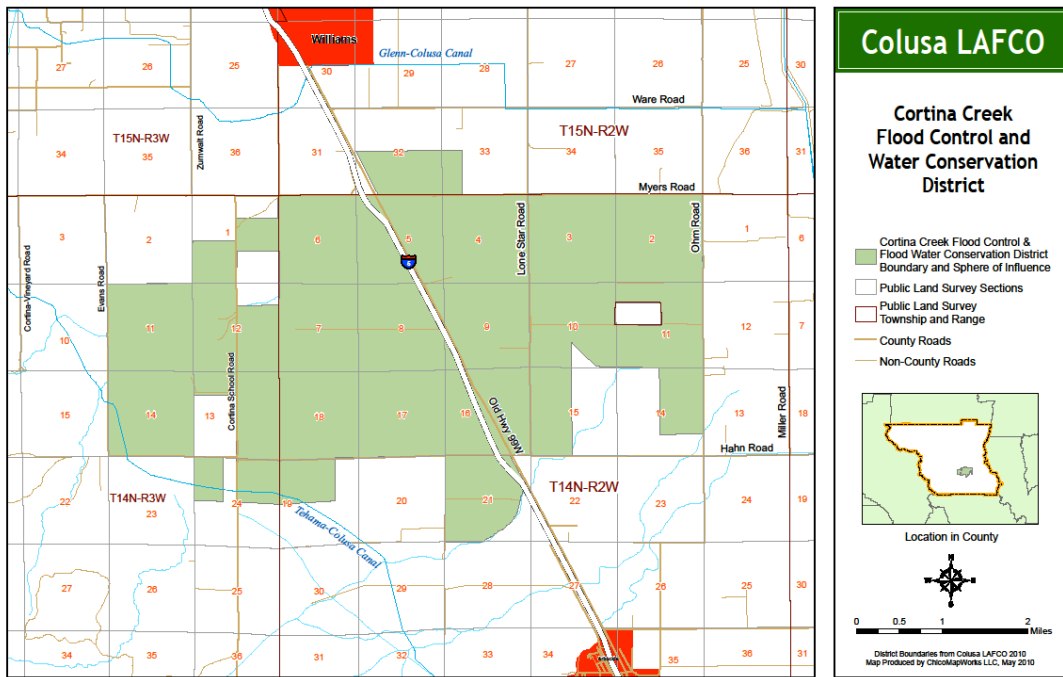 Williams
Glenn-Colusa Canal
27
26
25
30
29
28
27
26
25
30
Ware Road
T15N-R3W
Zumwalt Road
T15N-R2W
34
35
36
31
32
33
34
35
36
31
Myers Road
3
2
1
6
5
4
3
2
1
6
Cortina-Vineyard Road
Evans Road
5
Lone Star Road
Ohm Road
10
11
12
7
8
9
10
11
12
7
Cortina School Road
15
14
13
18
17
16
15
14
13
18
Old Hwy 99W
Miller Road
Hahn Road
T14N-R3W
T14N-R2W
22
23
24
19
20
21
22
23
24
19
Tehama-Colusa Canal
27
26
25
30
29
28
27
26
25
30
34
35
36
31
32
33
34
35
36
31
Colusa LAFCO
Cortina Creek
Flood Control and
Water Conservation
District
Cortina Creek Flood Control &
Flood Water Conservation District
Boundary and Sphere of Influence
Public Land Survey Sections
Public Land Survey
Township and Range
County Roads
Non-County Roads
Location in County
N
W
E
S
0 0.5 1 2
Miles
District Boundaries from Colusa LAFCO 2010
Map Produced by ChicoMapWorks LLC, May 2010